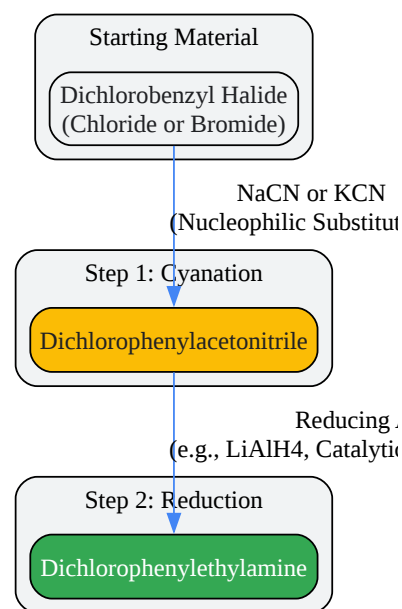 Starting Material
Dichlorobenzyl Halide
(Chloride or Bromide)
NaCN or KCN
(Nucleophilic Substitut
Step 1: Cyanation
Dichlorophenylacetonitrile
Reducing
(e.g., LiAlH4, Catalytic
Step 2: Reduction
Dichlorophenylethylamine